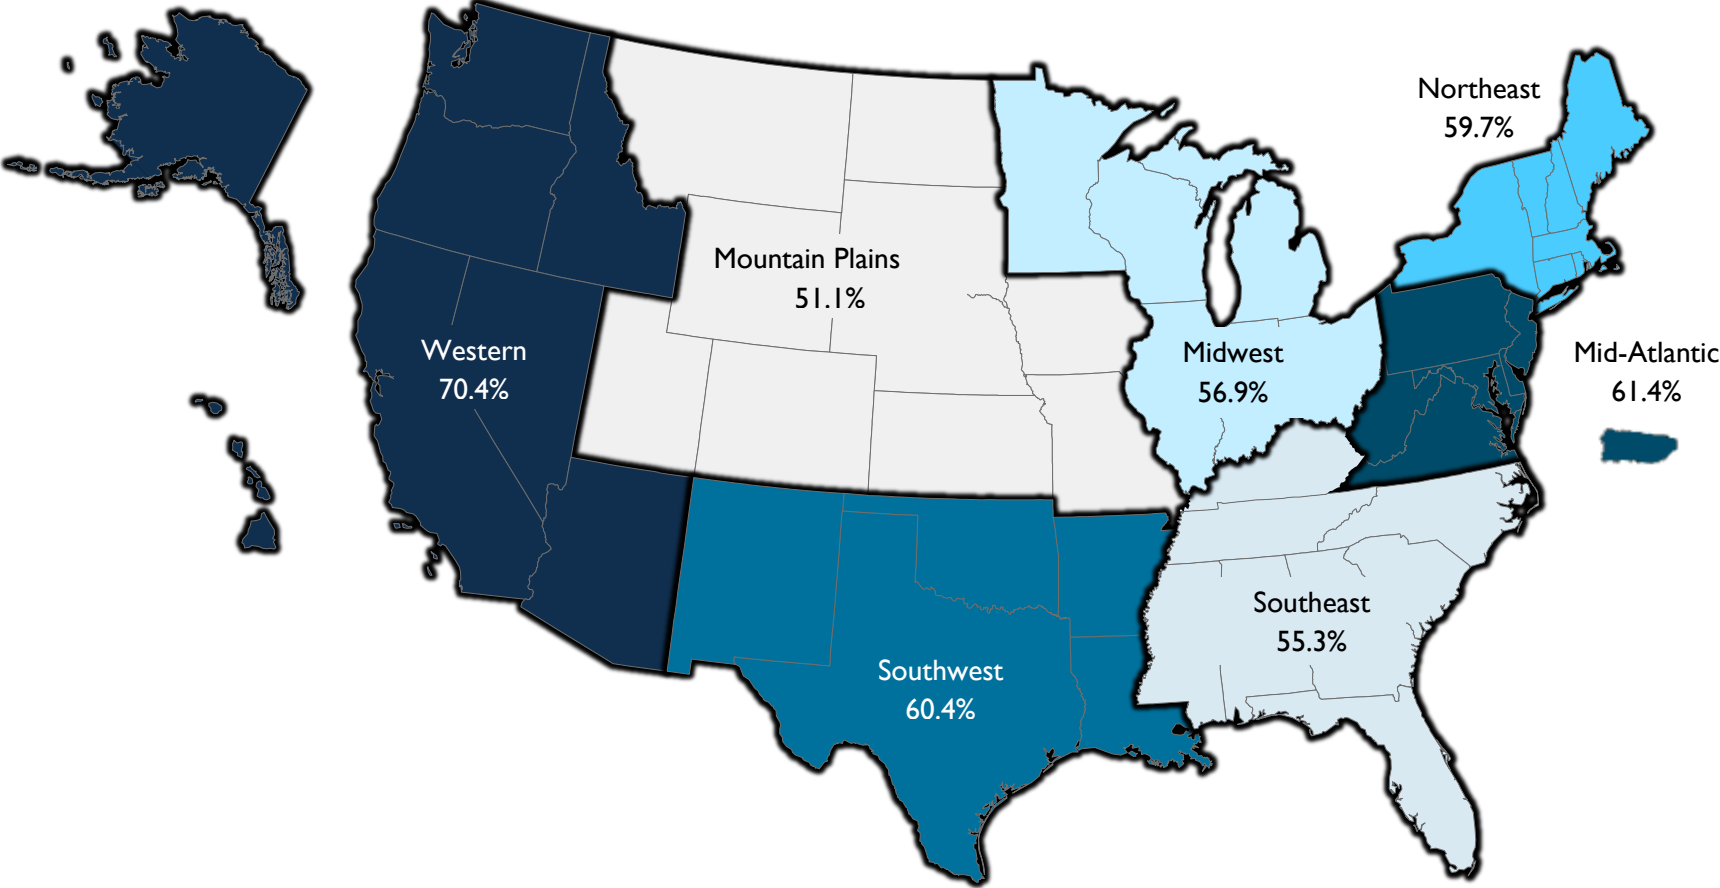 Northeast
59.7%
Mountain Plains
51.1%
Western
70.4%
Midwest
56.9%
Mid-Atlantic
61.4%
Southeast
55.3%
Southwest
60.4%